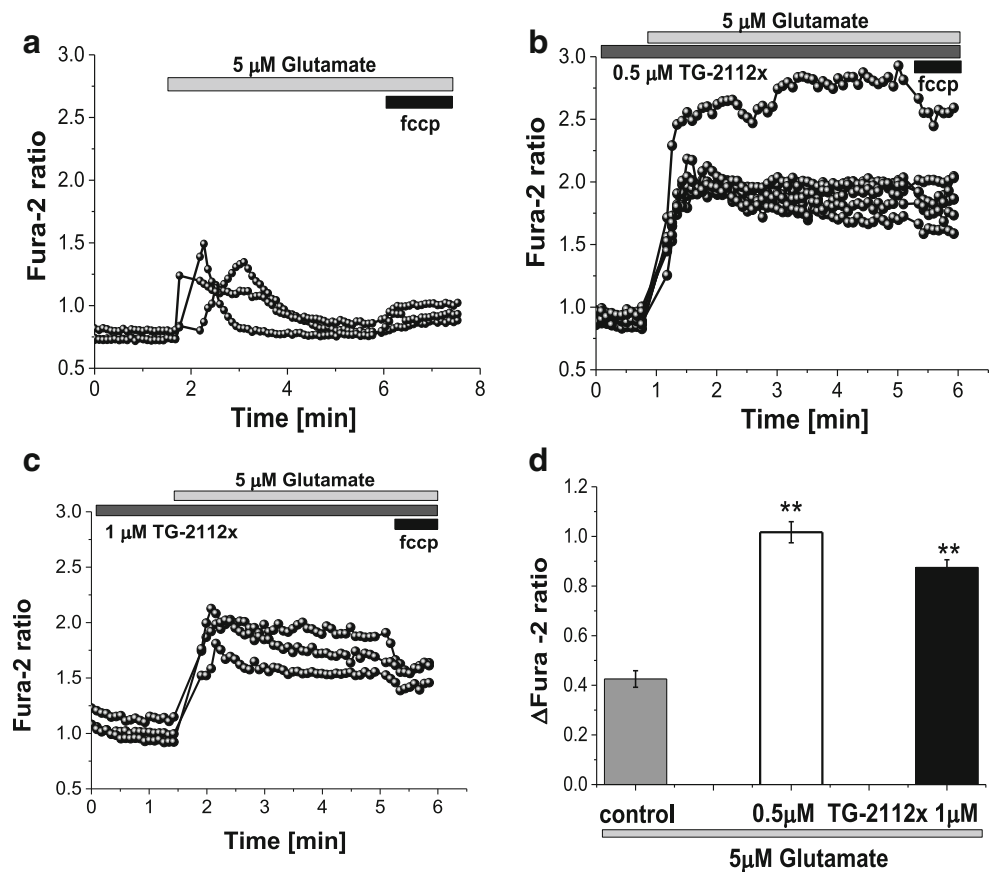 a
5 μM Glutamate
fccp
3.0
2.5
2.0
1.5
1.0
0.5
Fura-2 ratio
0 2 4 6 8
Time [min]
b
5 μM Glutamate
0.5 μM TG-2112x
fccp
3.0
2.5
2.0
1.5
1.0
0.5
Fura-2 ratio
0 1 2 3 4 5 6
Time [min]
c
5 μM Glutamate
1 μM TG-2112x
fccp
3.0
2.5
2.0
1.5
1.0
0.5
Fura-2 ratio
0 1 2 3 4 5 6
Time [min]
d
1.2
1.0
0.8
0.6
0.4
0.2
0.0
ΔFura -2 ratio
**
**
control 0.5μM TG-2112x 1μM
5μM Glutamate